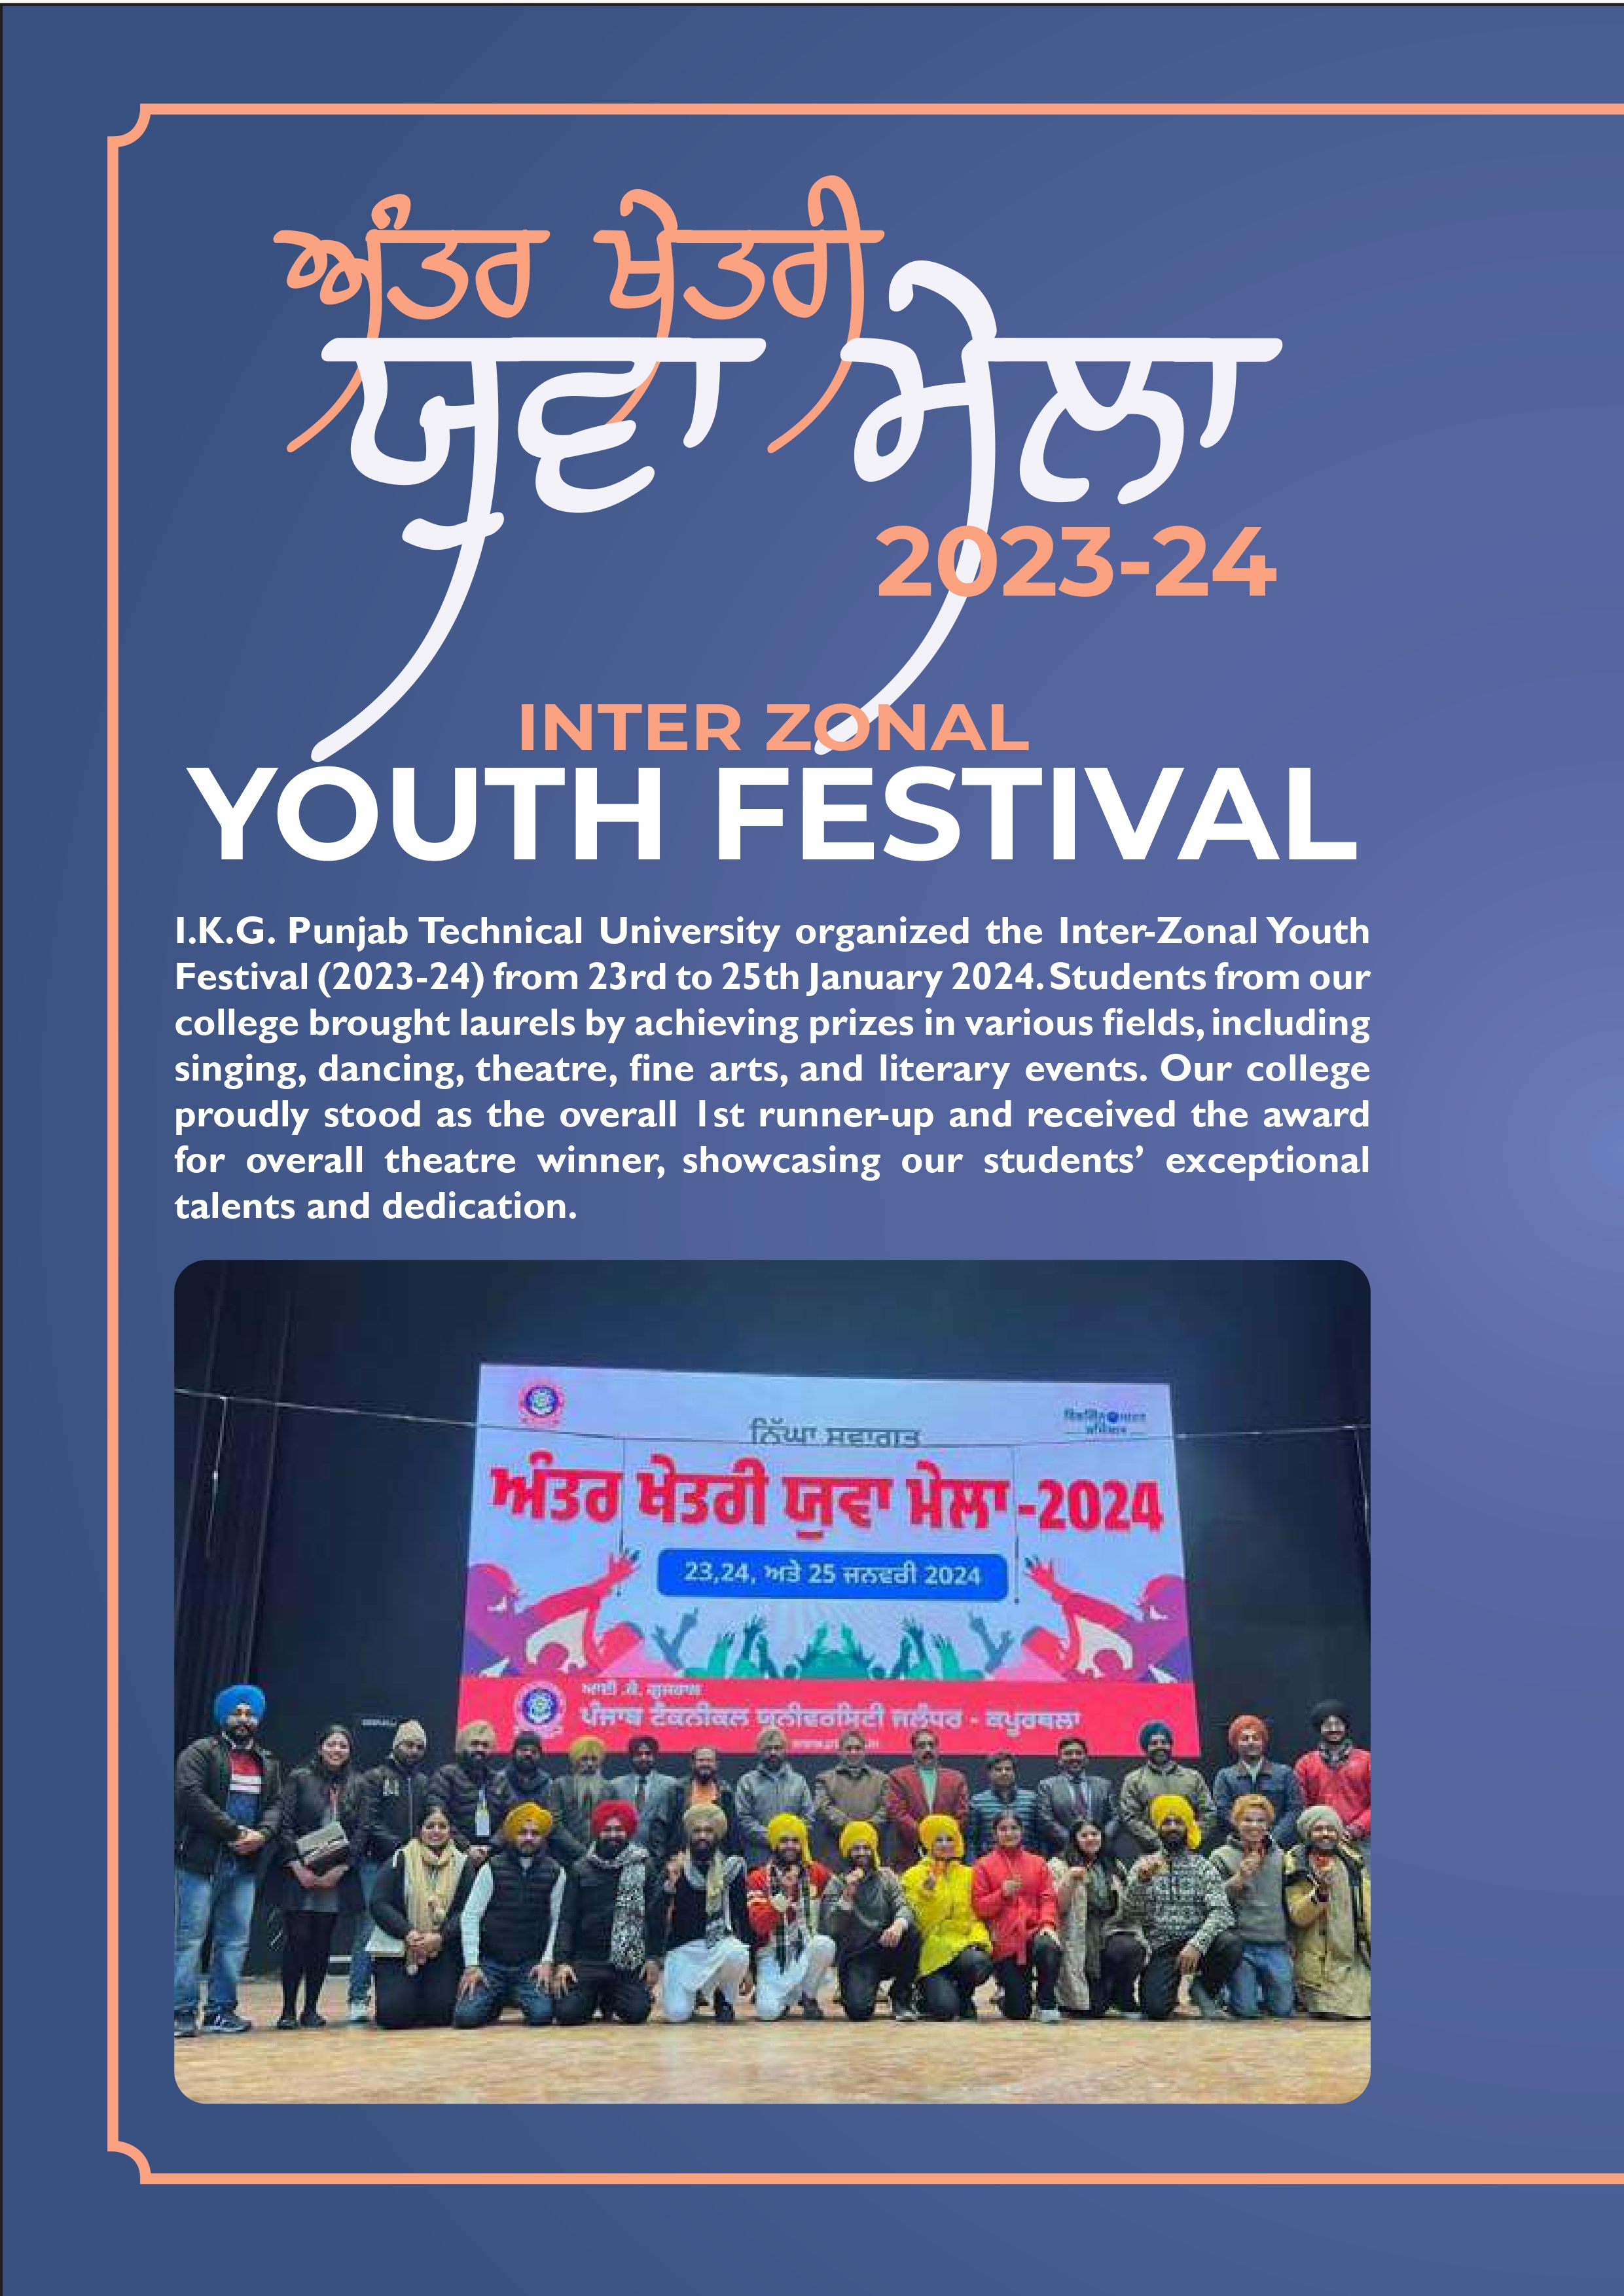 ਅੰਤਰ ਖੇਤਰੀ
ਯੁਵਾ ਮੇਲਾ
2023-24
INTER ZONAL
YOUTH FESTIVAL
I.K.G. Punjab Technical University organized the Inter-Zonal Youth
Festival (2023-24) from 23rd to 25th January 2024. Students from our
college brought laurels by achieving prizes in various fields, including
singing, dancing, theatre, fine arts, and literary events. Our college
proudly stood as the overall 1st runner-up and received the award
for overall theatre winner, showcasing our students’ exceptional
talents and dedication.
ਨਿੱਘਾ ਸਵਾਗਤ
ਅੰਤਰ ਖੇਤਰੀ ਯੁਵਾ ਮੇਲਾ -2024
23,24, ਅਤੇ 25 ਜਨਵਰੀ 2024
ਆਈ .ਕੇ. ਗੁਜਰਾਲ
ਪੰਜਾਬ ਟੈਕਨੀਕਲ ਯੂਨੀਵਰਸਿਟੀ ਜਲੰਧਰ - ਕਪੂਰਥਲਾ